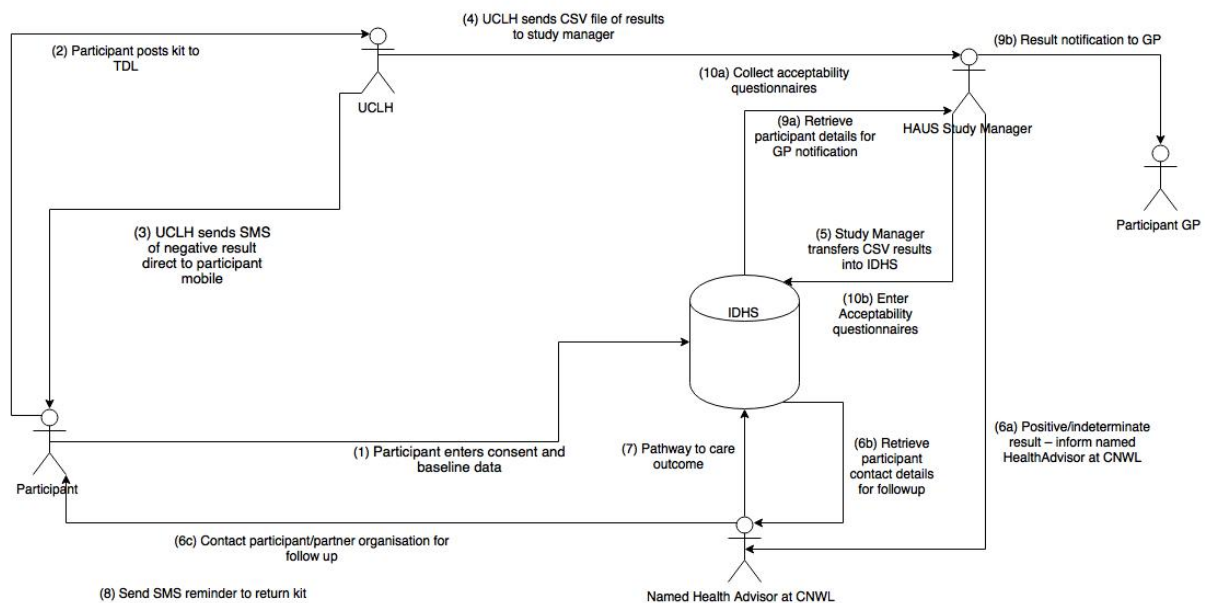 (4) UCLH sends CSV file of results
to study manager
(2) Participant posts kit to
TDL
(9b) Result notification to GP
(10a) Collect acceptability
questionnaires
UCLH
(9a) Retrieve
participant details for
GP notification
HAUS Study Manager
Participant GP
(3) UCLH sends SMS
of negative result
direct to participant
mobile
(5) Study Manager
transfers CSV results
into IDHS
(10b) Enter
Acceptability
questionnaires
IDHS
(1) Participant enters consent and
baseline data
(7) Pathway to care
outcome
(6b) Retrieve
participant
contact details
for followup
(6a) Positive/indeterminate
result – inform named
HealthAdvisor at CNWL
Participant
(6c) Contact participant/partner organisation for
follow up
(8) Send SMS reminder to return kit
Named Health Advisor at CNWL